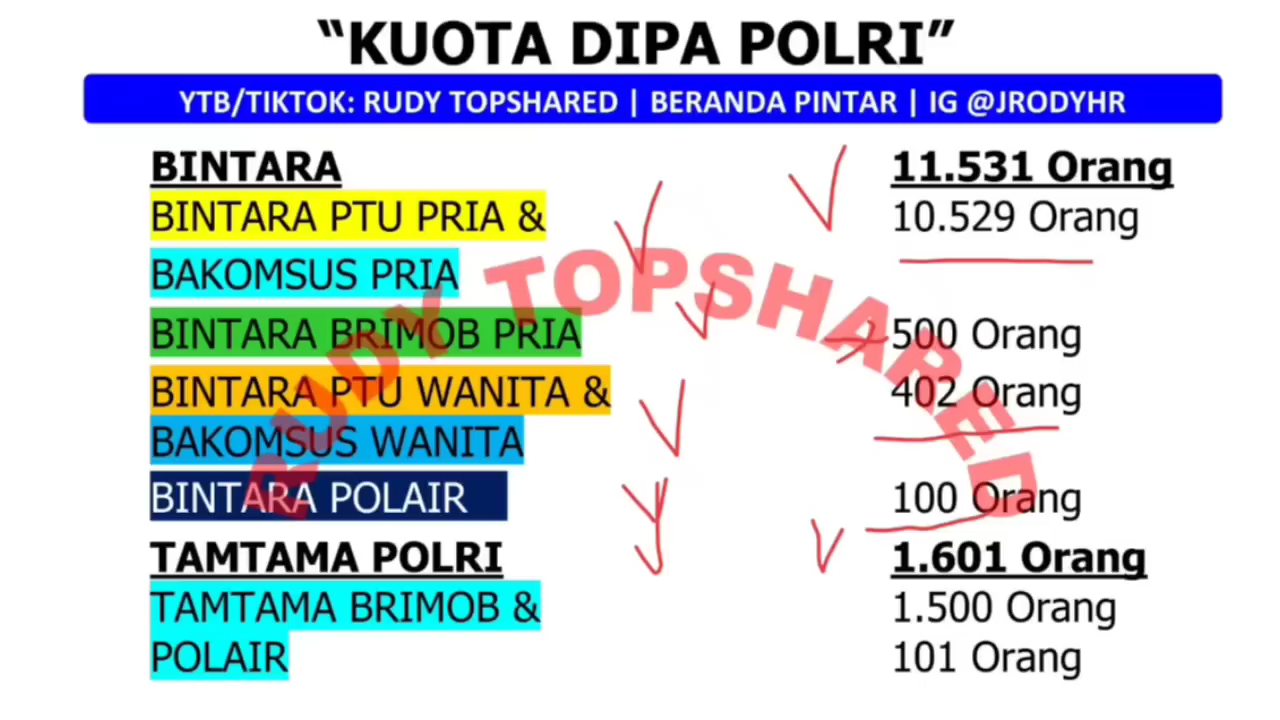 “KUOTA DIPA POLRI”
YTB/TIKTOK: RUDY TOPSHARED | BERANDA PINTAR | IG @JRODYHR
BINTARA 11.531 Orang
BINTARA PTU PRIA & 10.529 Orang
BAKOMSUS PRIA
BINTARA BRIMOB PRIA 500 Orang
BINTARA PTU WANITA & 402 Orang
BAKOMSUS WANITA
BINTARA POLAIR 100 Orang
TAMTAMA POLRI 1.601 Orang
TAMTAMA BRIMOB & 1.500 Orang
POLAIR 101 Orang
RUDY TOPSHARED